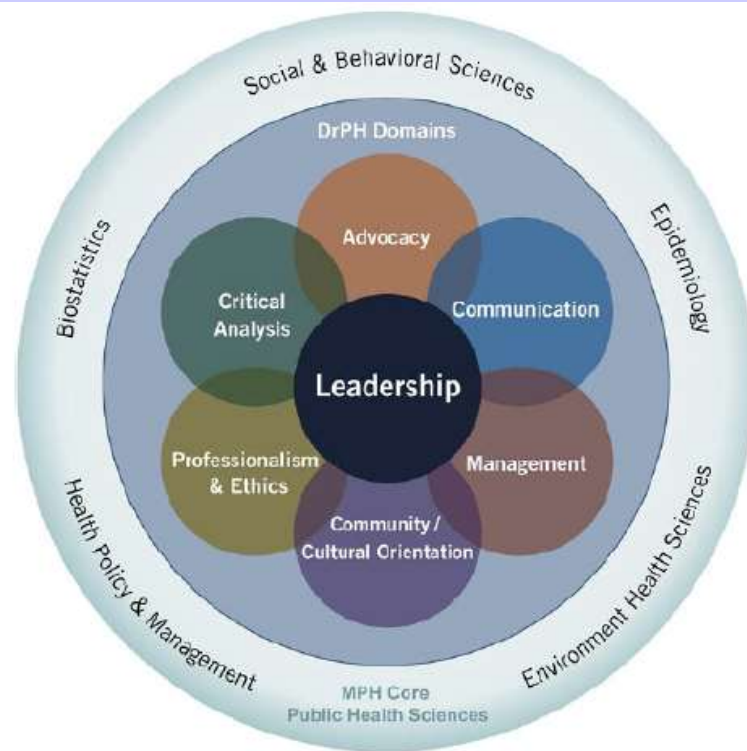 Social & Behavioral Sciences
DrPH Domains
Advocacy
Biostatistics
Epidemiology
Critical
Analysis
Communication
Leadership
Professionalism
& Ethics
Management
Community /
Cultural Orientation
Health Policy & Management
Environment Health Sciences
MPH Core
Public Health Sciences